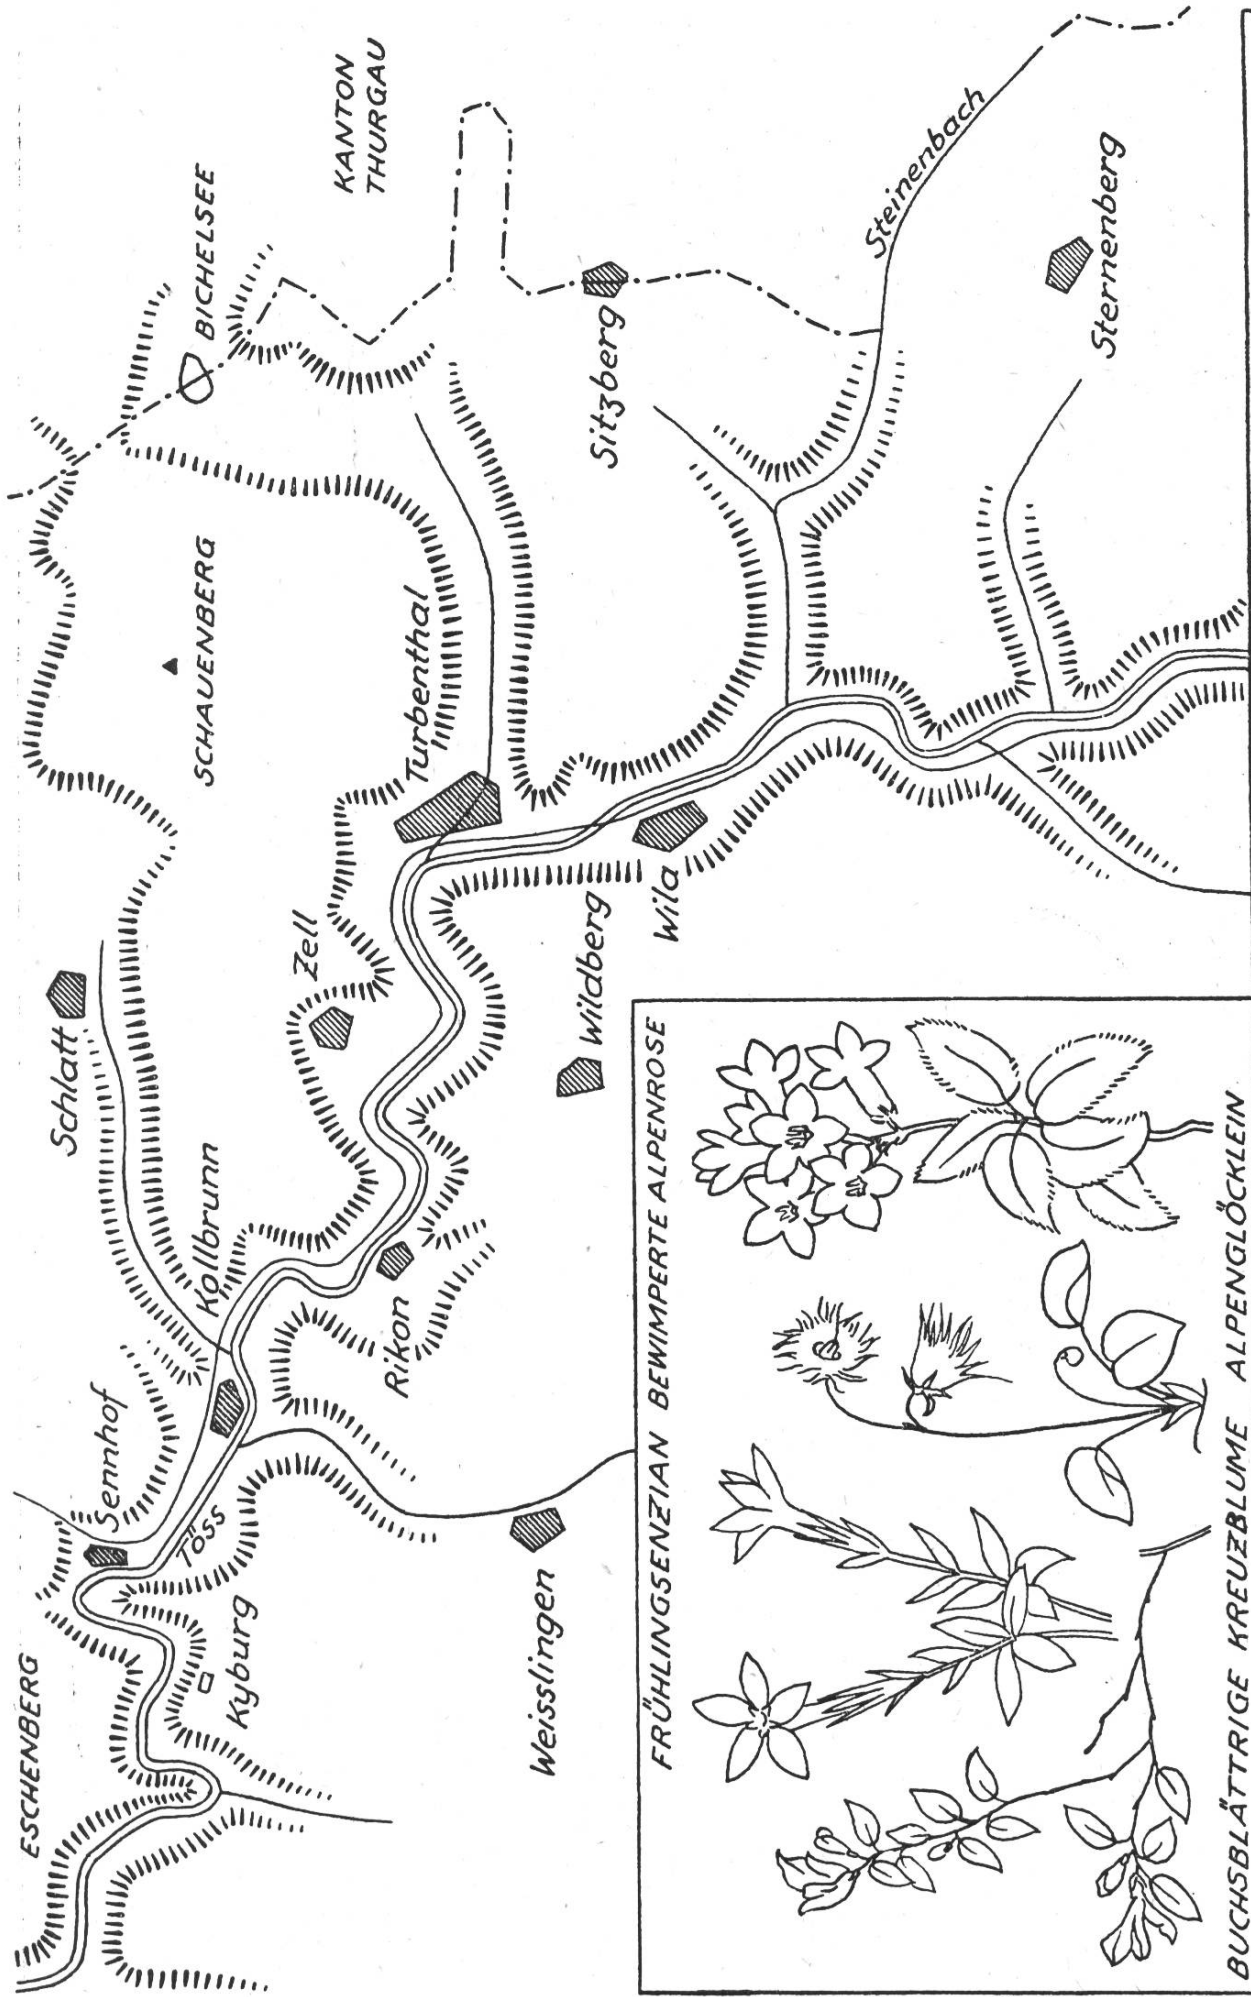 ESCHENBERG
Sennhof
Töss
Kyburg
Kollbrunn
Schlatt
SCHAUENBERG
BICHELSEE
KANTON
THURGAU
Zell
Turbenthal
Rikon
Weisslingen
Wildberg
Wila
Sitzberg
Steinenbach
Sternenberg
FRÜHLINGSENZIAN BEWIMPERTE ALPENROSE
BUCHSBLÄTTRIGE KREUZBLUME ALPENGLÖCKLEIN